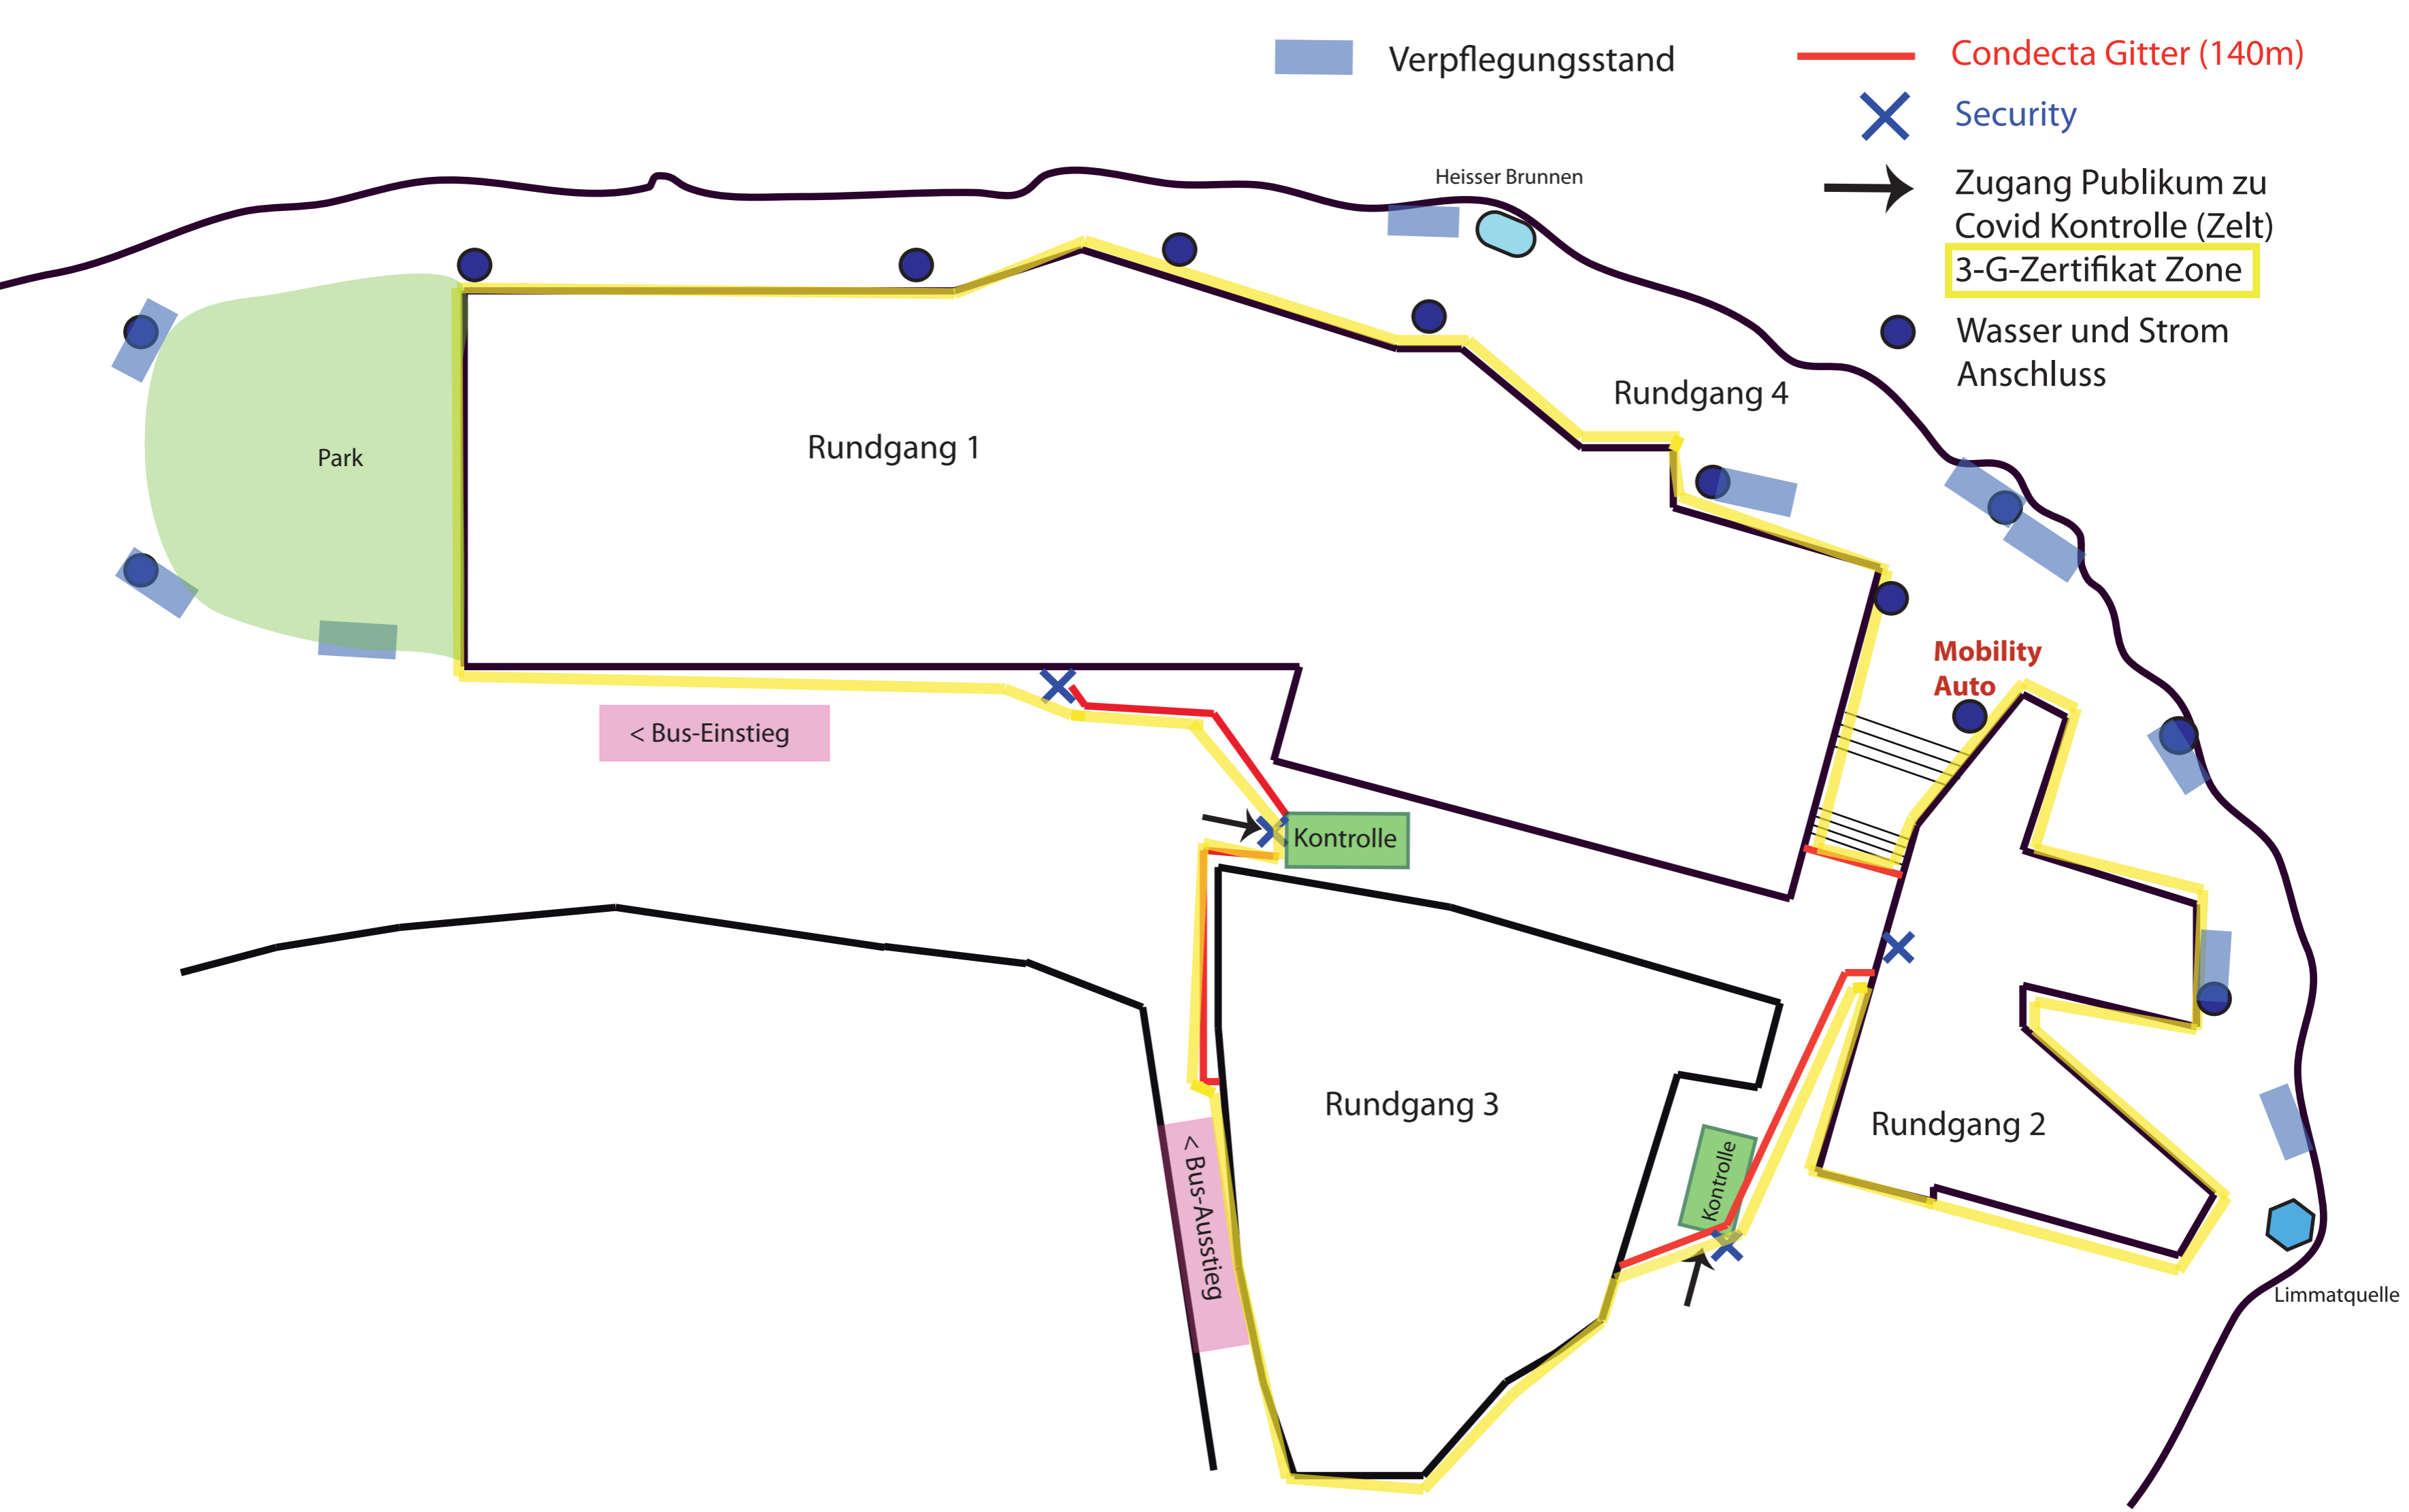 Verpflegungsstand
Condecta Gitter (140m)
Security
Zugang Publikum zu
Covid Kontrolle (Zelt)
3-G-Zertifikat Zone
Wasser und Strom
Anschluss
Heisser Brunnen
Rundgang 4
Rundgang 1
Park
Mobility
Auto
< Bus-Einstieg
Kontrolle
Rundgang 3
Rundgang 2
Kontrolle
< Bus-Ausstieg
Limmatquelle